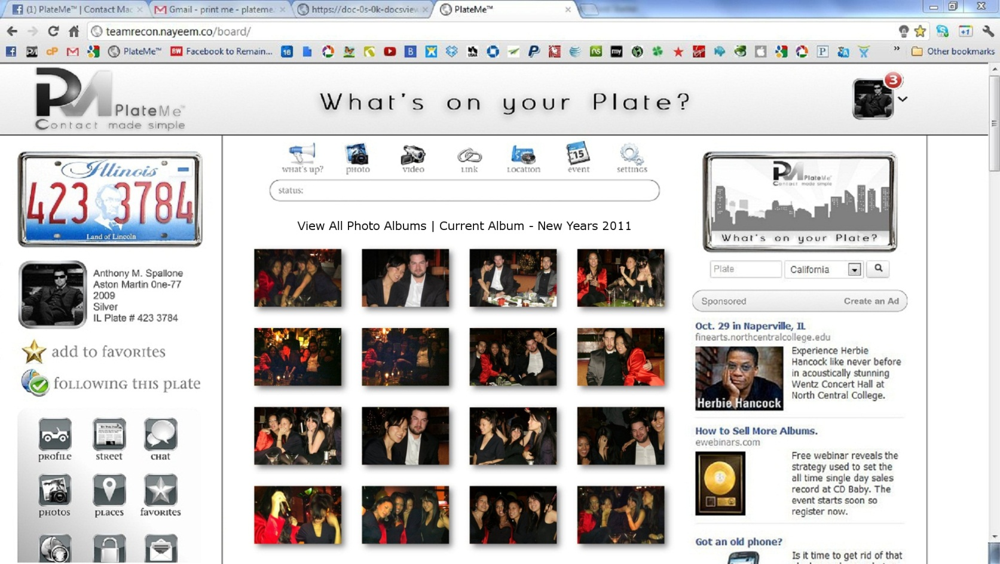 (1) PlateMe™ | Contact Mac
Gmail - print me - plateme.
https://doc-0s-0k-docsview
PlateMe™
teamrecon.nayeem.co/board/
PlateMe™
BW
Facebook to Remain...
Other bookmarks
PM
PlateMe™
Contact made simple
What's on your Plate?
3
Illinois
423 3784
Land of Lincoln
Anthony M. Spallone
Aston Martin One-77
2009
Silver
IL Plate # 423 3784
add to favorites
following this plate
profile
street
chat
photos
places
favorites
what's up?
photo
video
link
location
event
settings
status:
View All Photo Albums | Current Album - New Years 2011
PM PlateMe™
Contact made simple
What's on your Plate?
Plate
California
Sponsored
Create an Ad
Oct. 29 in Naperville, IL
finearts.northcentralcollege.edu
Herbie Hancock
Experience Herbie
Hancock like never before
in acoustically stunning
Wentz Concert Hall at
North Central College.
How to Sell More Albums.
ewebinars.com
Free webinar reveals the
strategy used to set the
all time single day sales
record at CD Baby. The
event starts soon so
register now.
Got an old phone?
Is it time to get rid of that